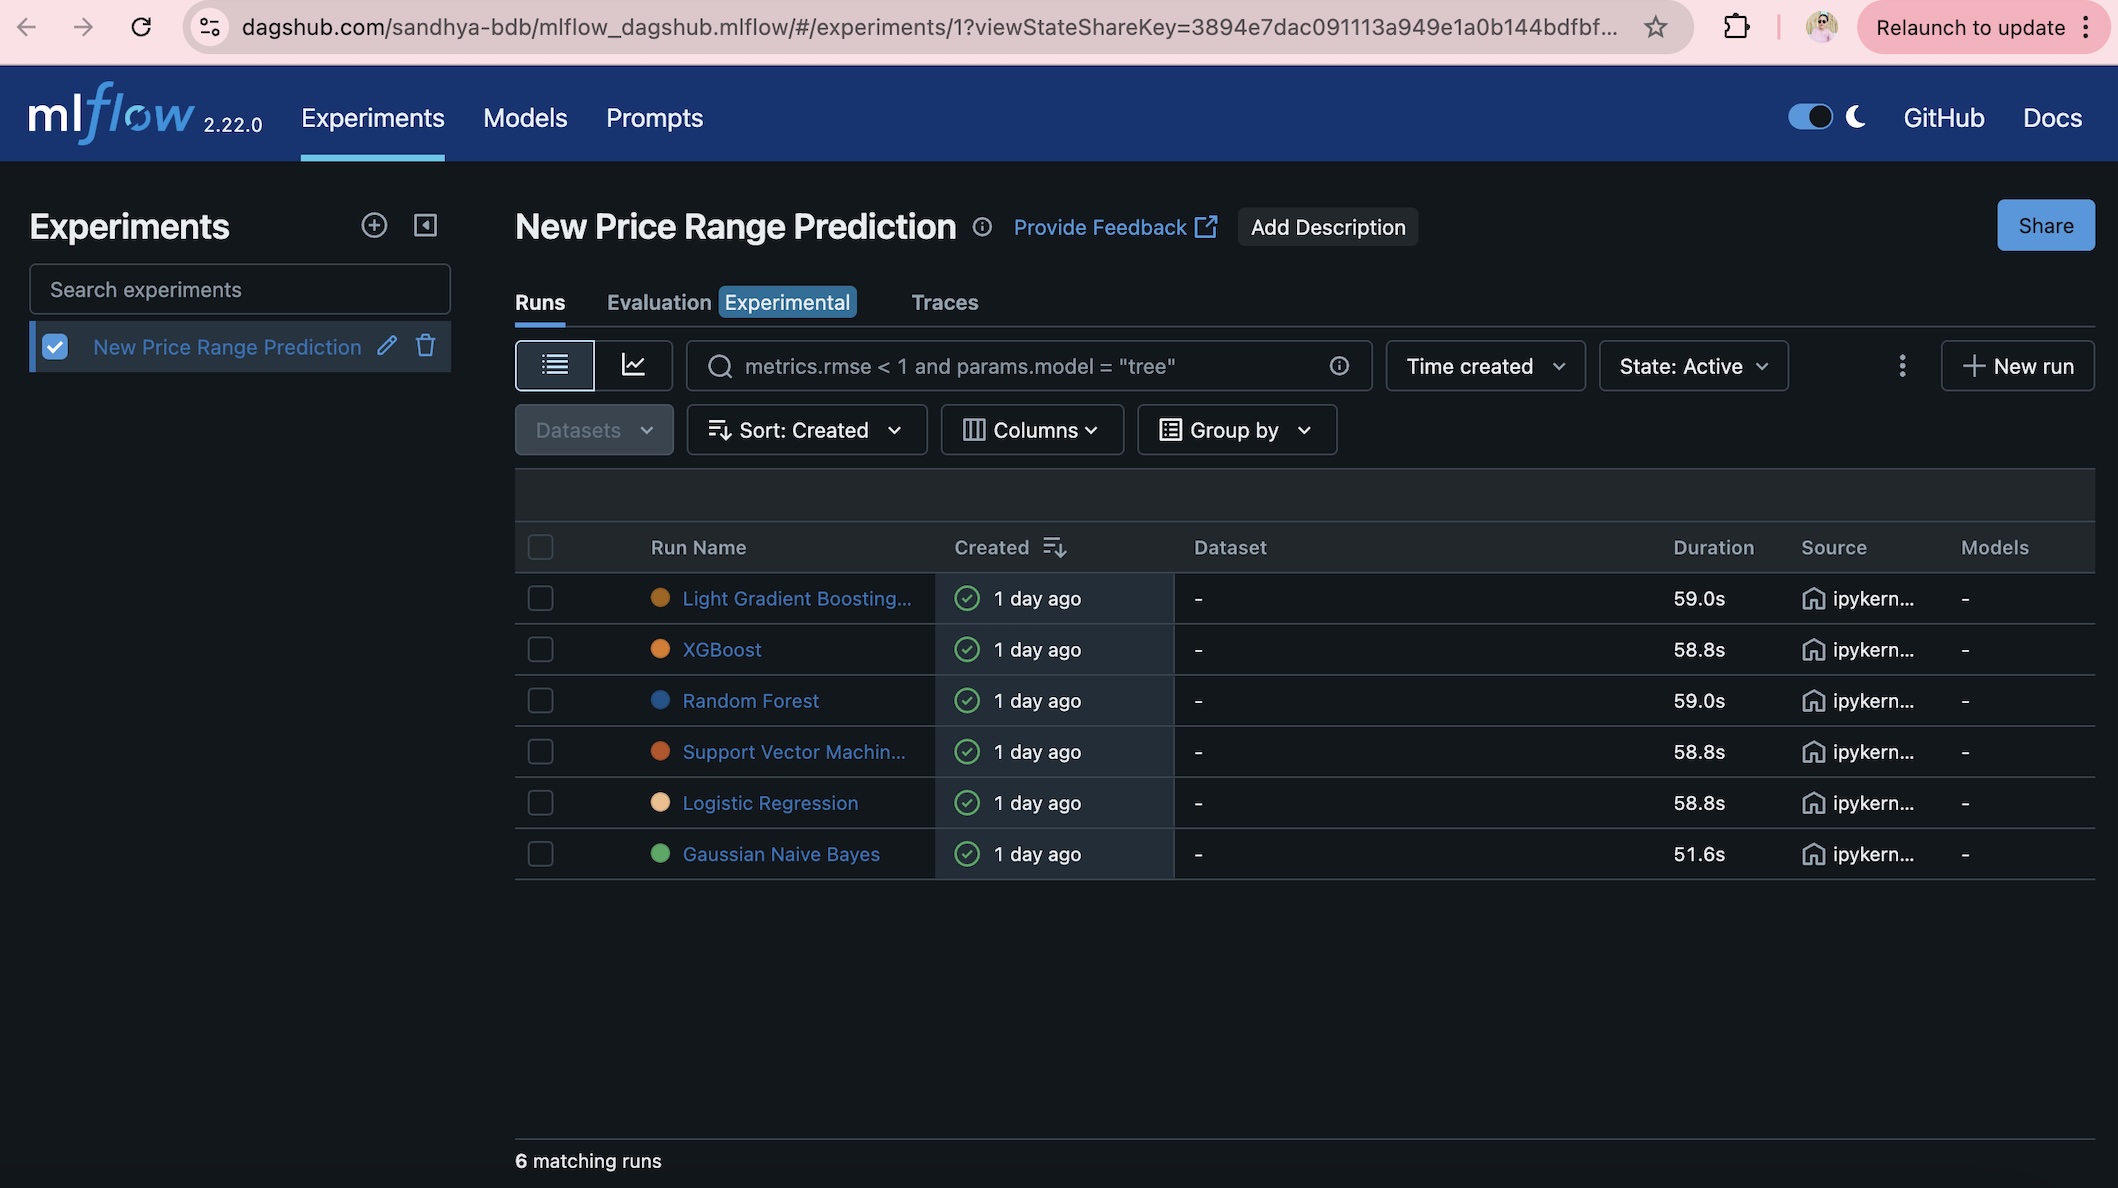 dagshub.com/sandhya-bdb/mlflow_dagshub.mlflow/#/experiments/1?viewStateShareKey=3894e7dac091113a949e1a0b144bdfbf...
Relaunch to update
mlflow 2.22.0
Experiments
Models
Prompts
GitHub
Docs
Experiments
Search experiments
New Price Range Prediction
New Price Range Prediction
Provide Feedback
Add Description
Share
Runs
Evaluation Experimental
Traces
metrics.rmse < 1 and params.model = "tree"
Time created
State: Active
New run
Datasets
Sort: Created
Columns
Group by
Run Name Created Dataset Duration Source Models
Light Gradient Boosting... 1 day ago - 59.0s ipykern... -
XGBoost 1 day ago - 58.8s ipykern... -
Random Forest 1 day ago - 59.0s ipykern... -
Support Vector Machin... 1 day ago - 58.8s ipykern... -
Logistic Regression 1 day ago - 58.8s ipykern... -
Gaussian Naive Bayes 1 day ago - 51.6s ipykern... -
6 matching runs